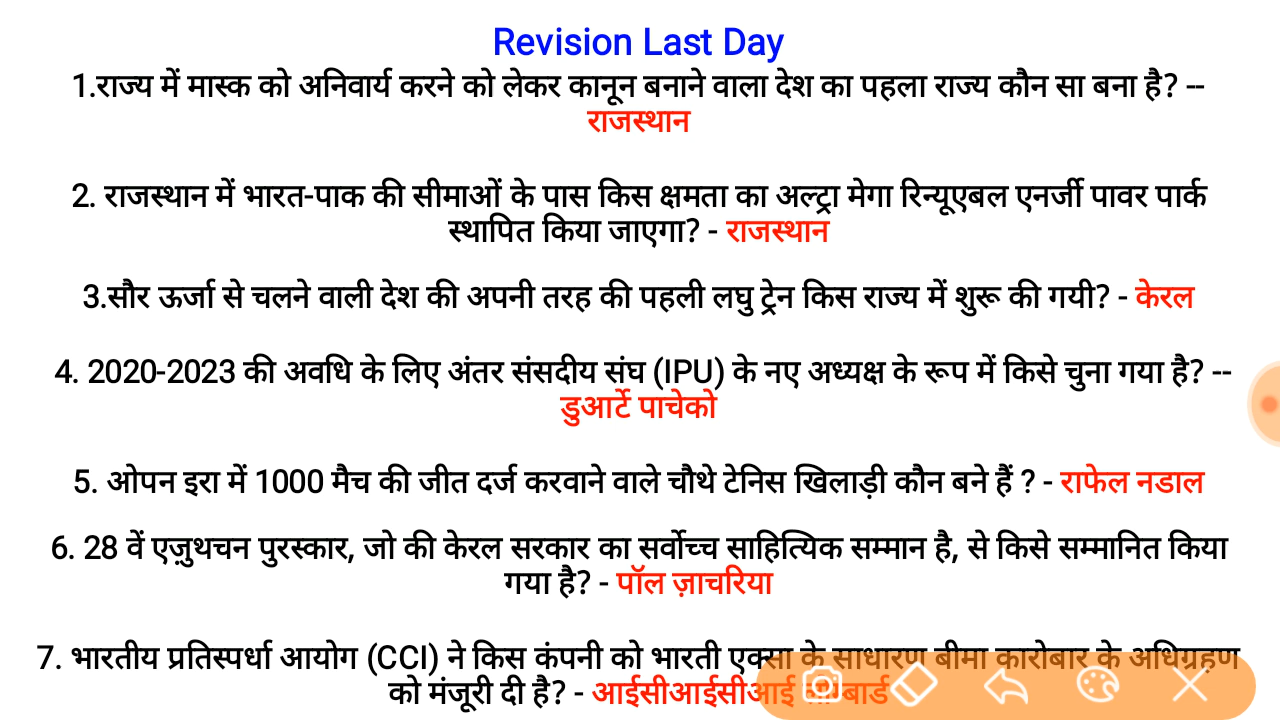 Revision Last Day
1.राज्य में मास्क को अनिवार्य करने को लेकर कानून बनाने वाला देश का पहला राज्य कौन सा बना है? --
राजस्थान
2. राजस्थान में भारत-पाक की सीमाओं के पास किस क्षमता का अल्ट्रा मेगा रिन्यूएबल एनर्जी पावर पार्क
स्थापित किया जाएगा? - राजस्थान
3.सौर ऊर्जा से चलने वाली देश की अपनी तरह की पहली लघु ट्रेन किस राज्य में शुरू की गयी? - केरल
4. 2020-2023 की अवधि के लिए अंतर संसदीय संघ (IPU) के नए अध्यक्ष के रूप में किसे चुना गया है? --
डुआर्टे पाचेको
5. ओपन इरा में 1000 मैच की जीत दर्ज करवाने वाले चौथे टेनिस खिलाड़ी कौन बने हैं ? - राफेल नडाल
6. 28 वें एज़ुथचन पुरस्कार, जो की केरल सरकार का सर्वोच्च साहित्यिक सम्मान है, से किसे सम्मानित किया
गया है? - पॉल ज़ाचरिया
7. भारतीय प्रतिस्पर्धा आयोग (CCI) ने किस कंपनी को भारती एक्सा के साधारण बीमा कारोबार के अधिग्रहण
को मंजूरी दी है? - आईसीआईसीआई